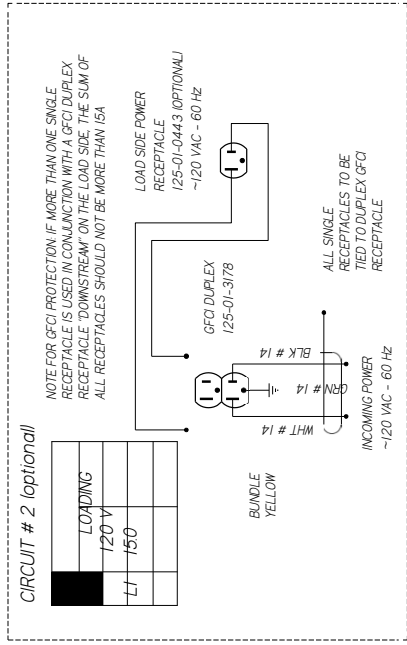 CIRCUIT # 2 (optional)
LOADING
120 V
L1 15.0
NOTE FOR GFCI PROTECTION: IF MORE THAN ONE SINGLE
RECEPTACLE IS USED IN CONJUNCTION WITH A GFCI DUPLEX
RECEPTACLE "DOWNSTREAM" ON THE LOAD SIDE, THE SUM OF
ALL RECEPTACLES SHOULD NOT BE MORE THAN 15A
LOAD SIDE POWER
RECEPTACLE
125-01-0443 (OPTIONAL)
~120 VAC - 60 Hz
GFCI DUPLEX
125-01-3178
BUNDLE
YELLOW
WHT # 14
GRN # 14
BLK # 14
INCOMING POWER
~120 VAC - 60 Hz
ALL SINGLE
RECEPTACLES TO BE
TIED TO DUPLEX GFCI
RECEPTACLE